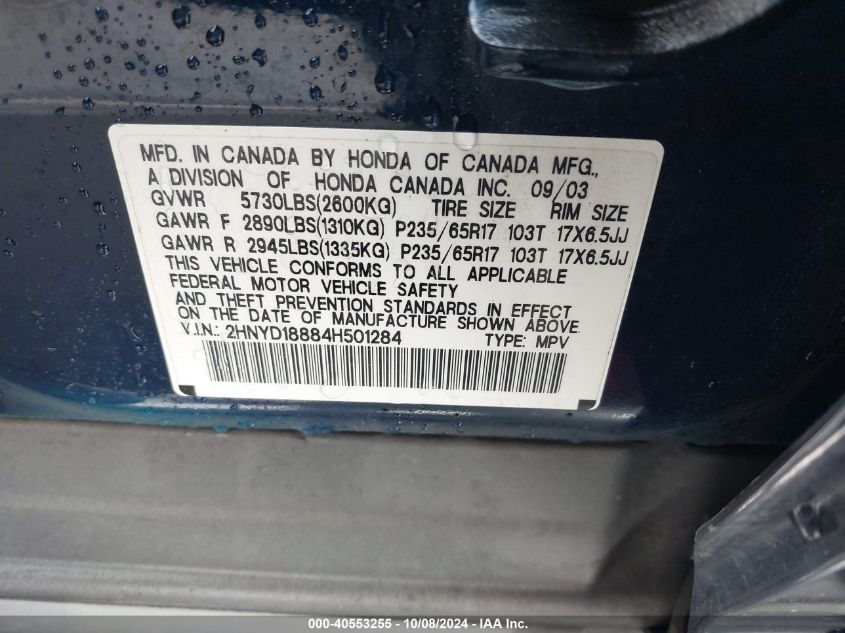 MFD. IN CANADA BY HONDA OF CANADA MFG.,
A DIVISION OF HONDA CANADA INC. 09/03
GVWR 5730LBS(2600KG) TIRE SIZE RIM SIZE
GAWR F 2890LBS(1310KG) P235/65R17 103T 17X6.5JJ
GAWR R 2945LBS(1335KG) P235/65R17 103T 17X6.5JJ
THIS VEHICLE CONFORMS TO ALL APPLICABLE
FEDERAL MOTOR VEHICLE SAFETY
AND THEFT PREVENTION STANDARDS IN EFFECT
ON THE DATE OF MANUFACTURE SHOWN ABOVE.
V.I.N.: 2HNYD18884H501284 TYPE: MPV
000-40553255 - 10/08/2024 - IAA Inc.